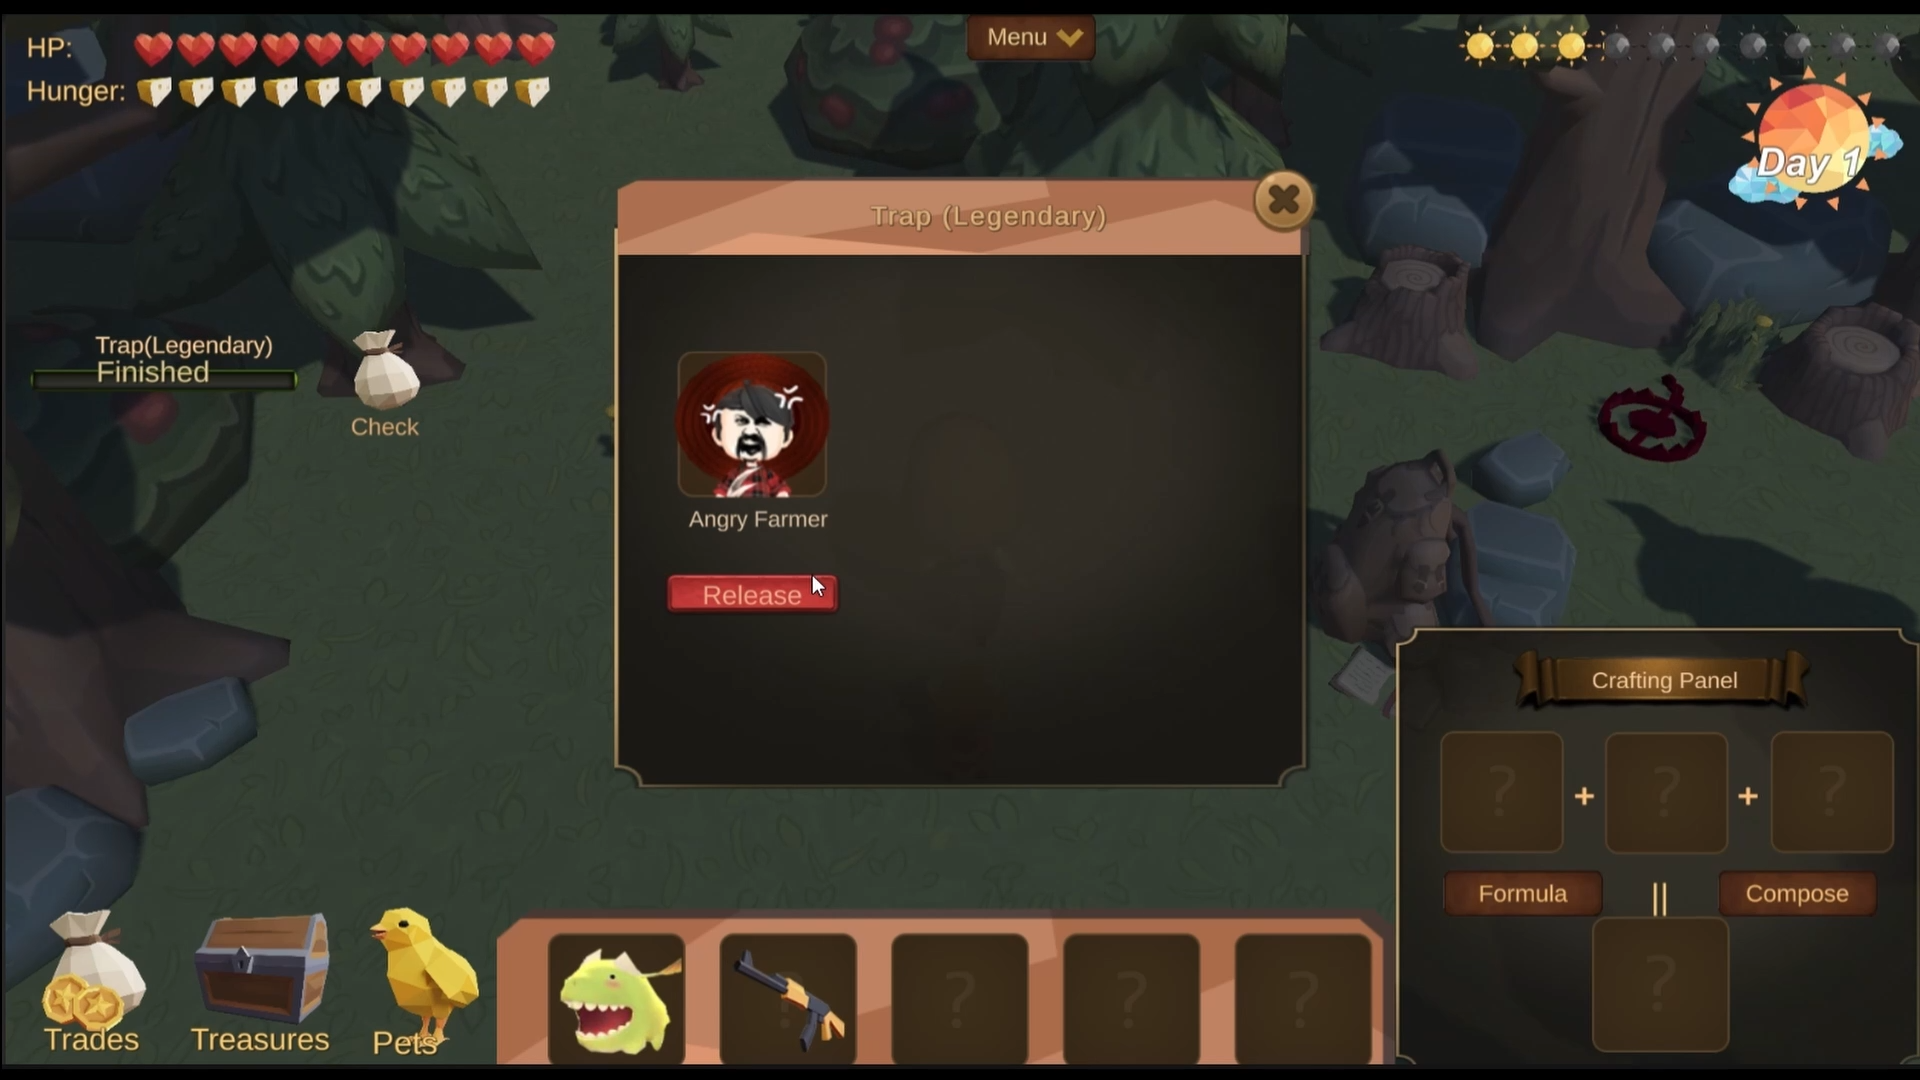 HP:
Hunger:
Menu
Day 1
Trap (Legendary)
Trap(Legendary)
Finished
Check
Angry Farmer
Release
Crafting Panel
?
+
?
+
?
Formula
||
Compose
?
Trades
Treasures
Pets
?
?
?
?